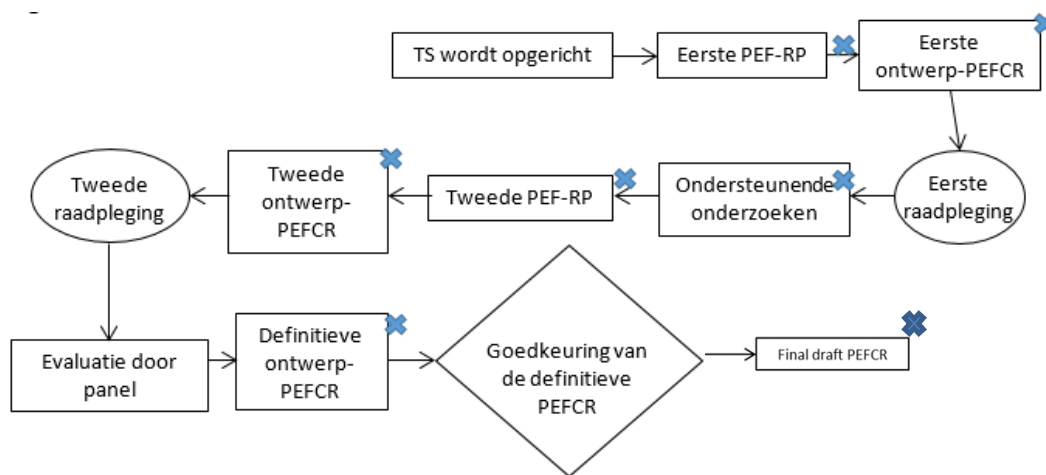 TS wordt opgericht
Eerste PEF-RP
Eerste
ontwerp-PEFCR
Eerste
raadpleging
Ondersteunende
onderzoeken
Tweede PEF-RP
Tweede
ontwerp-
PEFCR
Tweede
raadpleging
Evaluatie door
panel
Definitieve
ontwerp-
PEFCR
Goedkeuring van
de definitieve
PEFCR
Final draft PEFCR